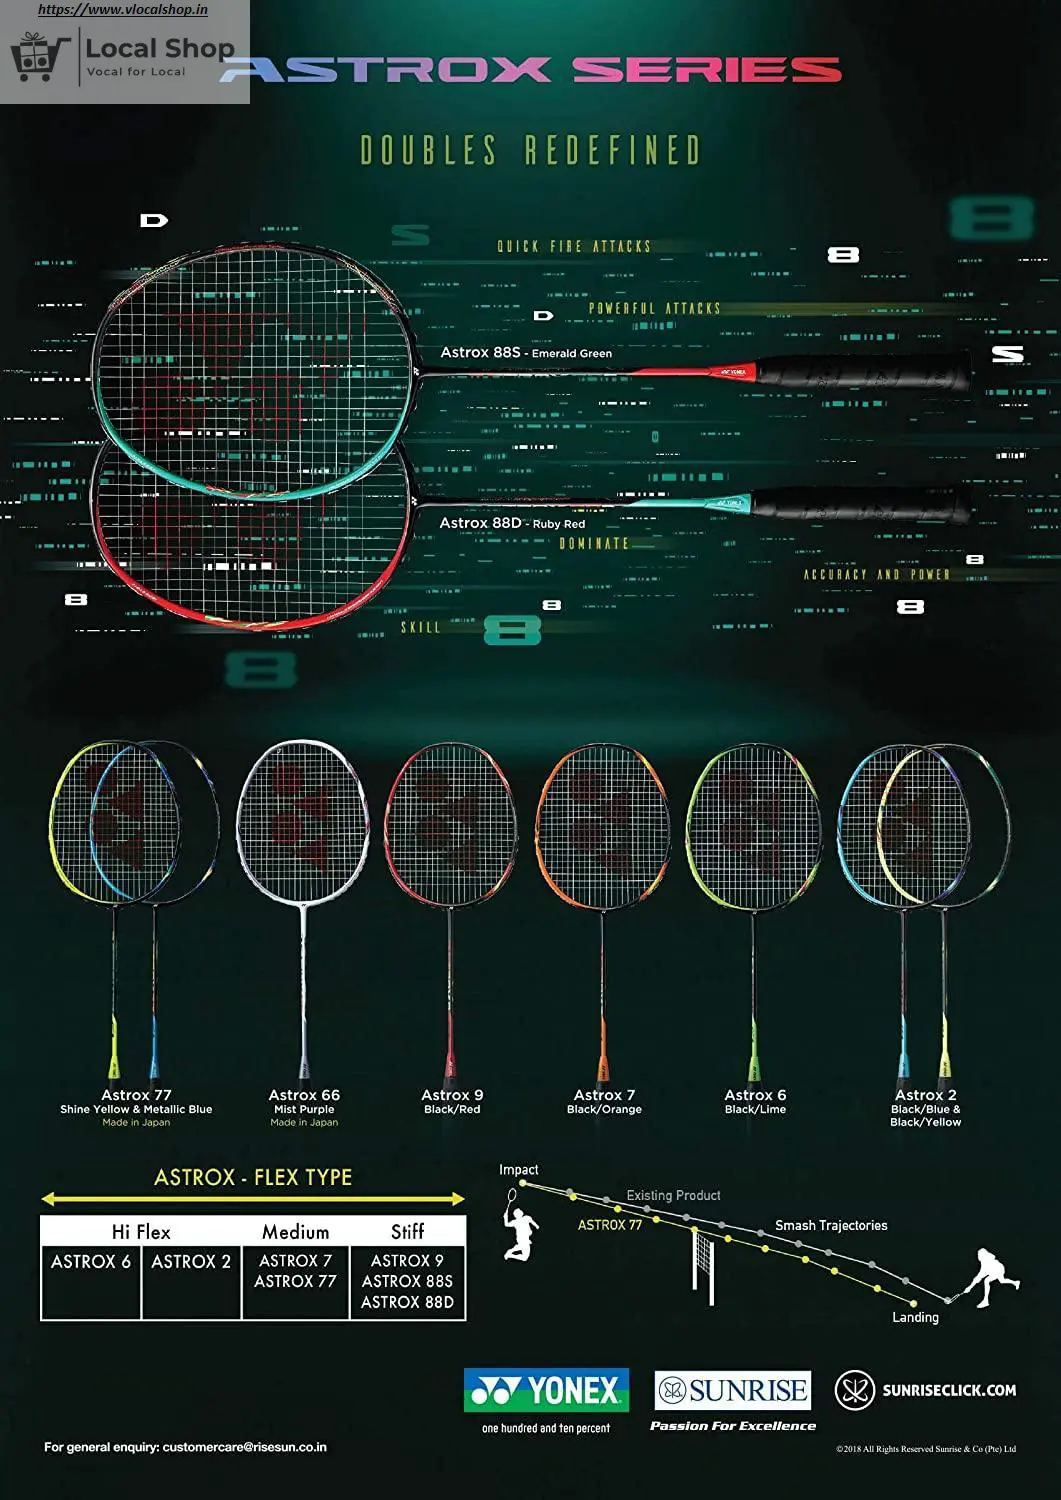 https://www.vlocalshop.in
Local Shop
Vocal for Local
ASTROX SERIES
DOUBLES REDEFINED
D
S
8
QUICK FIRE ATTACKS
8
POWERFUL ATTACKS
D
Astrox 88S - Emerald Green
S
YONEX
Astrox 88D - Ruby Red
DOMINATE
8
ACCURACY AND POWER
8
8
8
SKILL
8
8
Astrox 77
Shine Yellow & Metallic Blue
Made in Japan
Astrox 66
Mist Purple
Made in Japan
Astrox 9
Black/Red
Astrox 7
Black/Orange
Astrox 6
Black/Lime
Astrox 2
Black/Blue &
Black/Yellow
ASTROX - FLEX TYPE
Hi Flex Medium Stiff
ASTROX 6 ASTROX 2 ASTROX 7 ASTROX 9
ASTROX 77 ASTROX 88S
ASTROX 88D
Impact
Existing Product
ASTROX 77
Smash Trajectories
Landing
YONEX
one hundred and ten percent
SUNRISE
Passion For Excellence
SUNRISECLICK.COM
For general enquiry: customercare@risesun.co.in
©2018 All Rights Reserved Sunrise & Co (Pte) Ltd